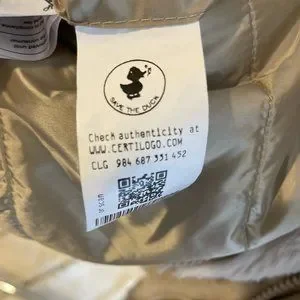 SAVE THE DUCK
Check authenticity at
WWW.CERTILOGO.COM
CLG 984 687 331 452